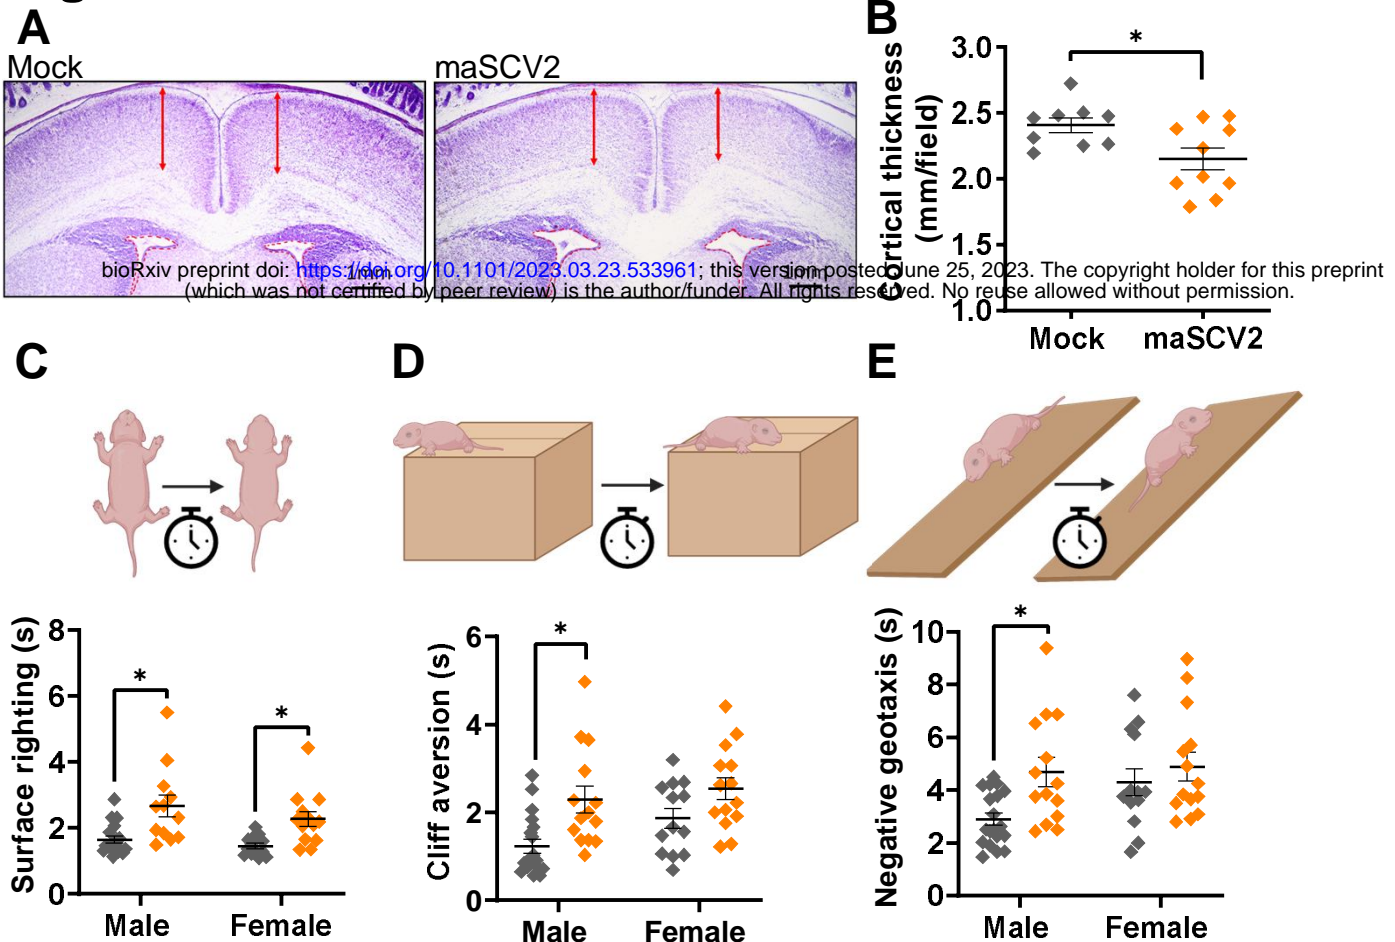 A
Mock
maSCV2
1mm
1mm
B
Cortical thickness
(mm/field)
3.0
2.5
2.0
1.5
1.0
*
Mock
maSCV2
bioRxiv preprint doi: https://doi.org/10.1101/2023.03.23.533961; this version posted June 25, 2023. The copyright holder for this preprint
(which was not certified by peer review) is the author/funder. All rights reserved. No reuse allowed without permission.
C
Surface righting (s)
8
6
4
2
0
*
*
Male
Female
D
Cliff aversion (s)
6
4
2
0
*
Male
Female
E
Negative geotaxis (s)
10
8
6
4
2
0
*
Male
Female